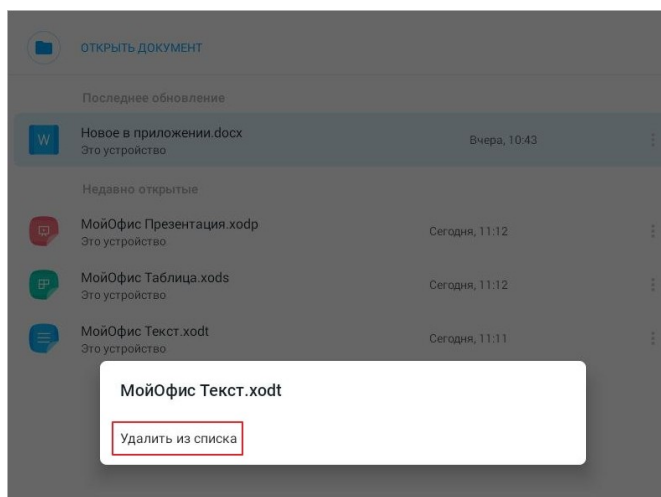 ОТКРЫТЬ ДОКУМЕНТ
Последнее обновление
W
Новое в приложении.docx
Вчера, 10:43
Это устройство
Недавно открытые
МойОфис Презентация.xodp
Сегодня, 11:12
Это устройство
МойОфис Таблица.xods
Сегодня, 11:12
Это устройство
МойОфис Текст.xodt
Сегодня, 11:11
Это устройство
МойОфис Текст.xodt
Удалить из списка